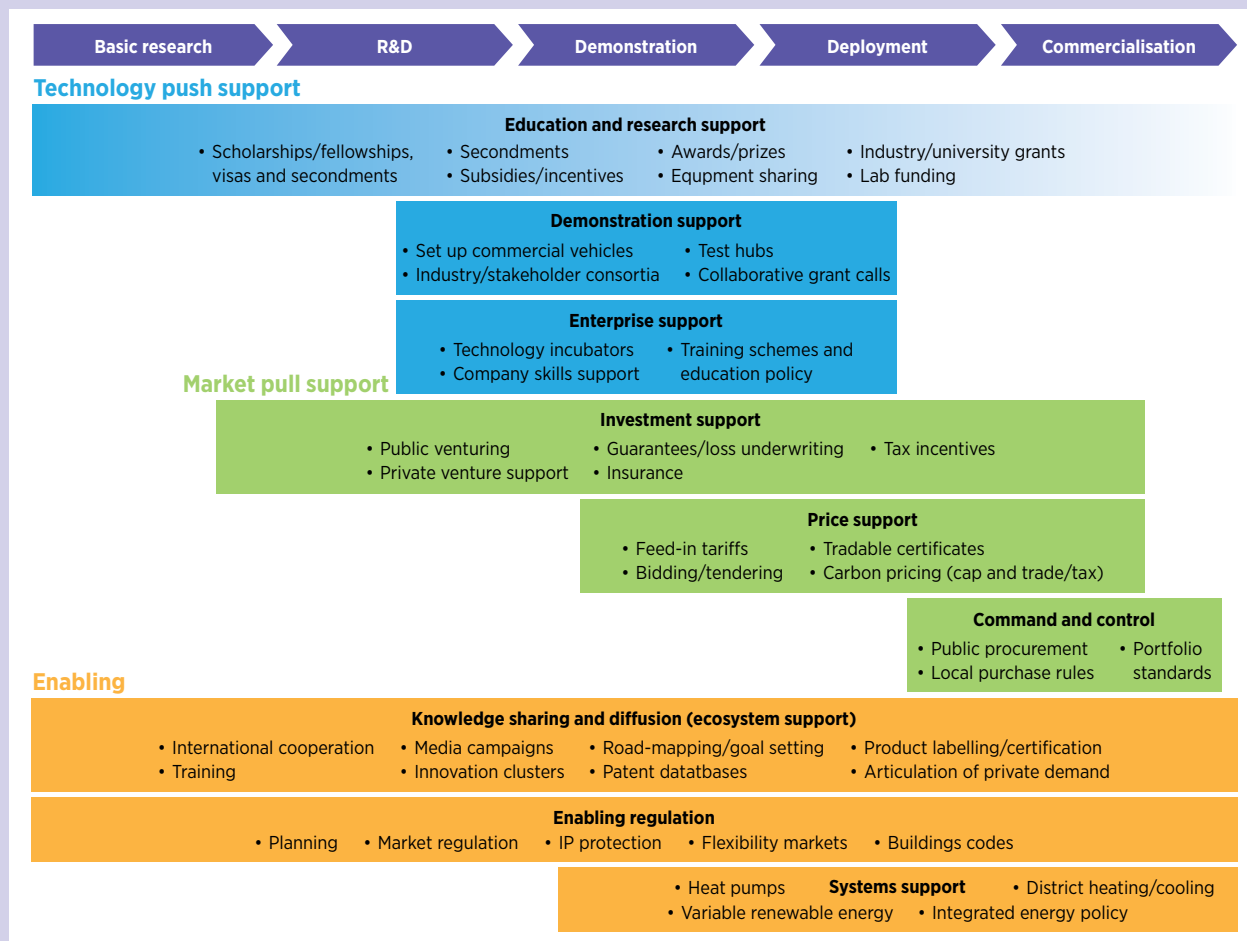 Basic research
R&D
Demonstration
Deployment
Commercialisation
Technology push support
Education and research support
• Scholarships/fellowships,
visas and secondments
• Secondments
• Subsidies/incentives
• Awards/prizes
• Equpment sharing
• Industry/university grants
• Lab funding
Demonstration support
• Set up commercial vehicles
• Industry/stakeholder consortia
• Test hubs
• Collaborative grant calls
Enterprise support
• Technology incubators
• Company skills support
• Training schemes and
education policy
Market pull support
Investment support
• Public venturing
• Private venture support
• Guarantees/loss underwriting
• Insurance
• Tax incentives
Price support
• Feed-in tariffs
• Bidding/tendering
• Tradable certificates
• Carbon pricing (cap and trade/tax)
Command and control
• Public procurement
• Local purchase rules
• Portfolio
standards
Enabling
Knowledge sharing and diffusion (ecosystem support)
• International cooperation
• Training
• Media campaigns
• Innovation clusters
• Road-mapping/goal setting
• Patent datatbases
• Product labelling/certification
• Articulation of private demand
Enabling regulation
• Planning
• Market regulation
• IP protection
• Flexibility markets
• Buildings codes
Systems support
• Heat pumps
• District heating/cooling
• Variable renewable energy
• Integrated energy policy